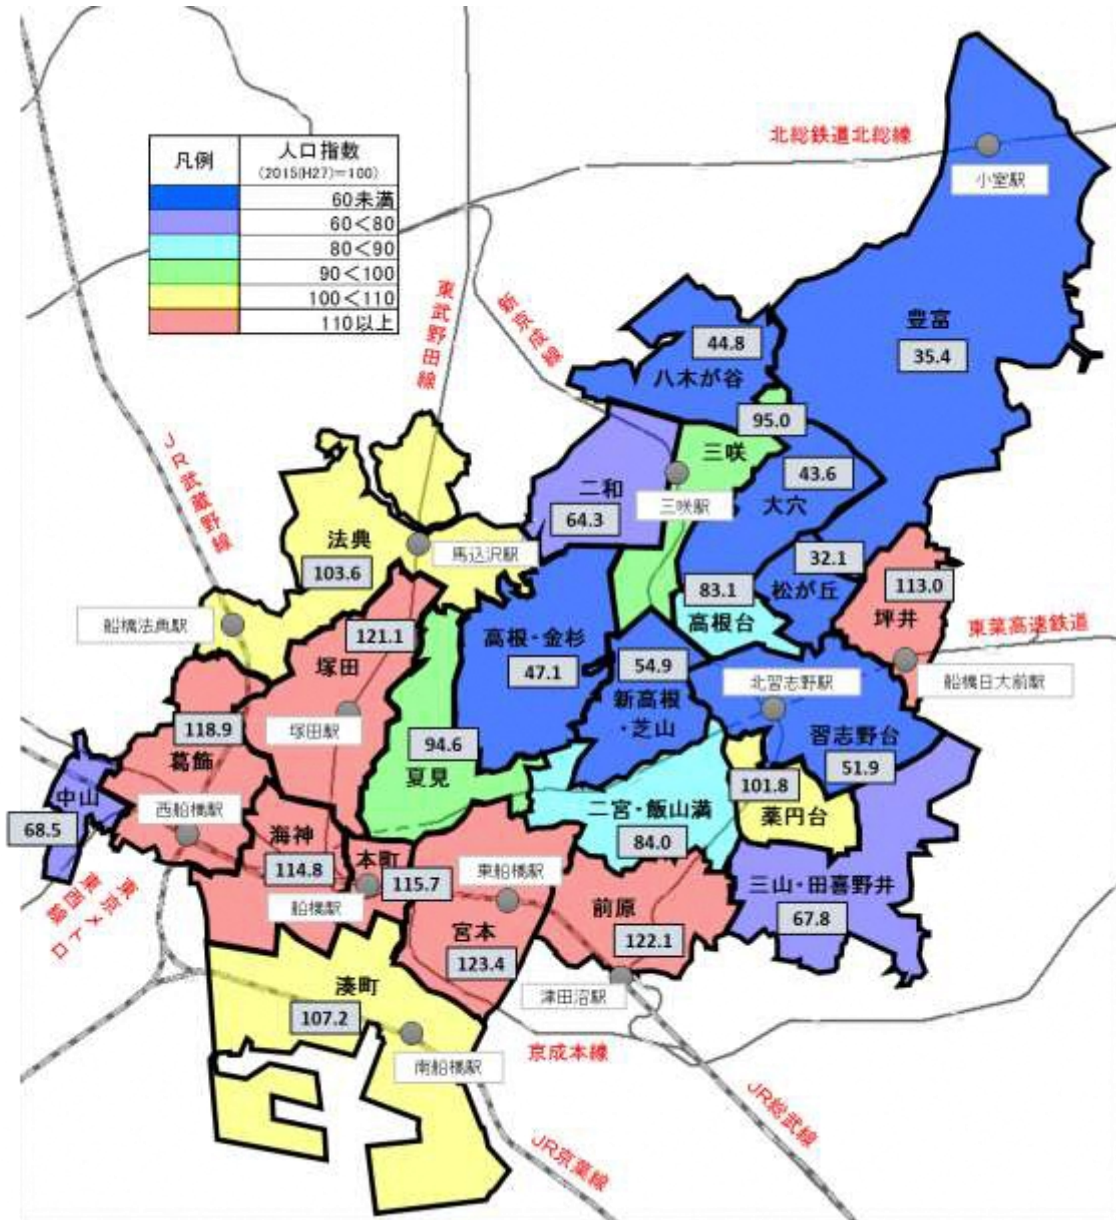 北総鉄道北総線
小室駅
凡例
人口指数
(2015(H27)=100)
60未満
60<80
80<90
90<100
100<110
110以上
東武野田線
新京成線
JR武蔵野線
豊富
35.4
44.8
八木が谷
95.0
三咲
43.6
大穴
二和
64.3
三咲駅
法典
103.6
馬込沢駅
32.1
松が丘
113.0
坪井
83.1
高根台
船橋法典駅
121.1
塚田
高根・金杉
47.1
54.9
新高根
・芝山
東葉高速鉄道
船橋日大前駅
北習志野駅
習志野台
51.9
118.9
葛飾
塚田駅
94.6
夏見
101.8
薬円台
中山
68.5
西船橋駅
二宮・飯山満
84.0
海神
114.8
本町
115.7
東船橋駅
船橋駅
東京メトロ
東西線
三山・田喜野井
67.8
前原
122.1
宮本
123.4
湊町
107.2
津田沼駅
南船橋駅
京成本線
JR総武線
JR京葉線